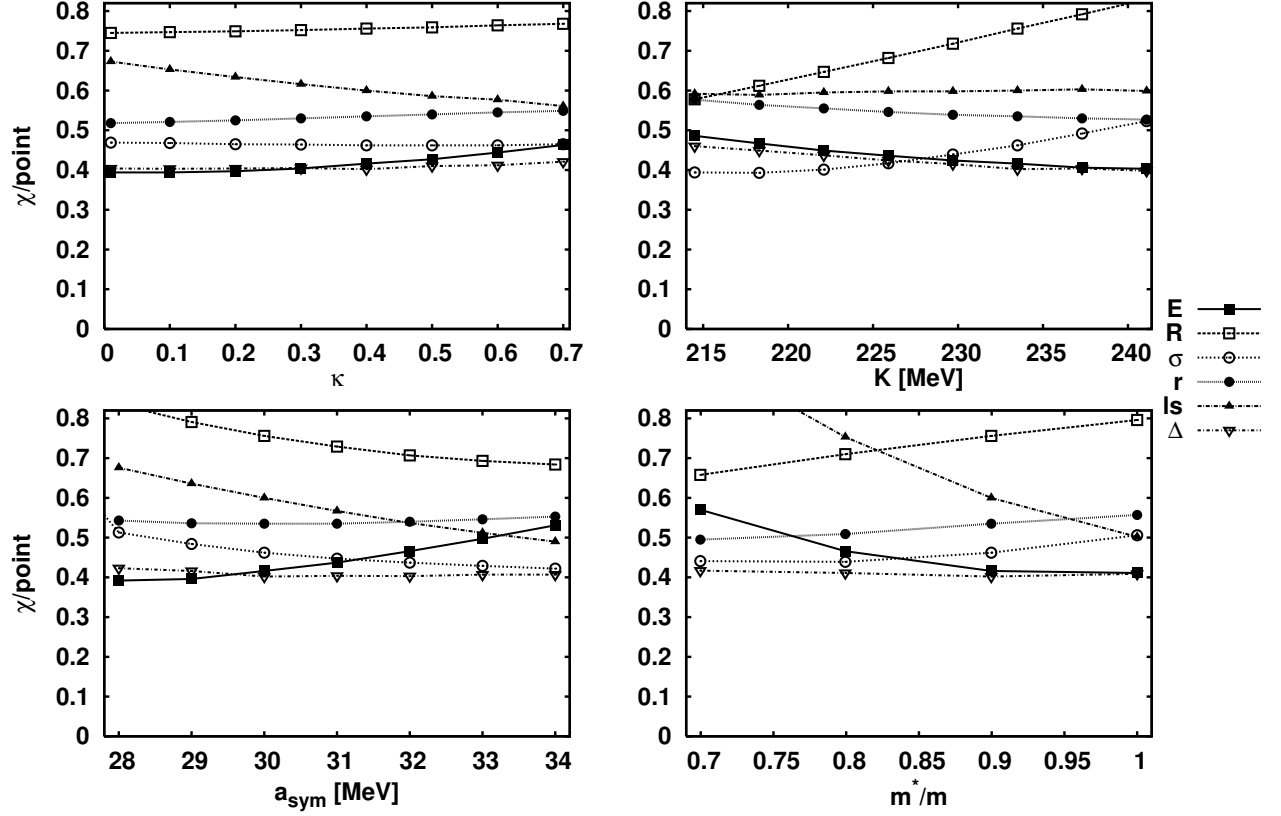 0.8
0.7
0.6
0.5
0.4
0.3
0.2
0.1
0
χ/point
0 0.1 0.2 0.3 0.4 0.5 0.6 0.7
κ
0.8
0.7
0.6
0.5
0.4
0.3
0.2
0.1
0
215 220 225 230 235 240
K [MeV]
E
R
σ
r
ls
Δ
0.8
0.7
0.6
0.5
0.4
0.3
0.2
0.1
0
χ/point
28 29 30 31 32 33 34
a_sym [MeV]
0.8
0.7
0.6
0.5
0.4
0.3
0.2
0.1
0
0.7 0.75 0.8 0.85 0.9 0.95 1
m*/m